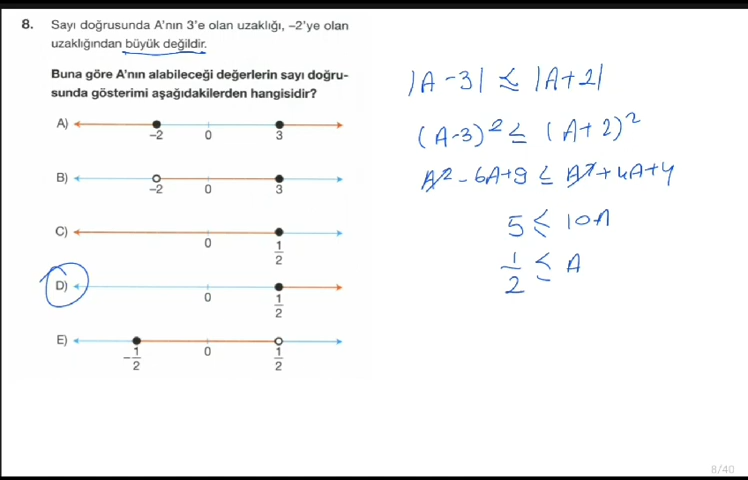 8. Sayı doğrusunda A'nın 3'e olan uzaklığı, –2'ye olan
uzaklığından büyük değildir.
Buna göre A'nın alabileceği değerlerin sayı doğru-
sunda gösterimi aşağıdakilerden hangisidir?
A) –2 0 3
B) –2 0 3
C) 0 1/2
D) 0 1/2
E) –1/2 0 1/2
|A-3| ≤ |A+2|
(A-3)² ≤ (A+2)²
A² - 6A+9 ≤ A²+4A+4
5 ≤ 10A
1/2 ≤ A
8/40